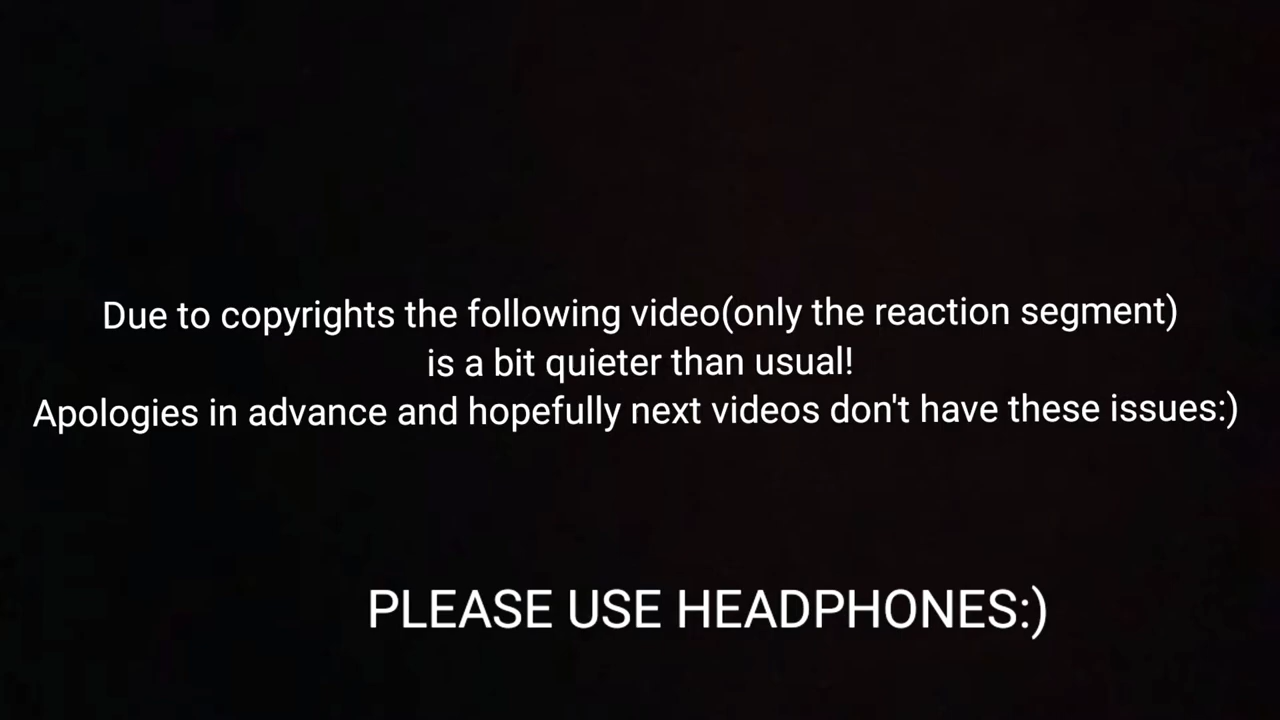 Due to copyrights the following video(only the reaction segment)
is a bit quieter than usual!
Apologies in advance and hopefully next videos don't have these issues:)
PLEASE USE HEADPHONES:)